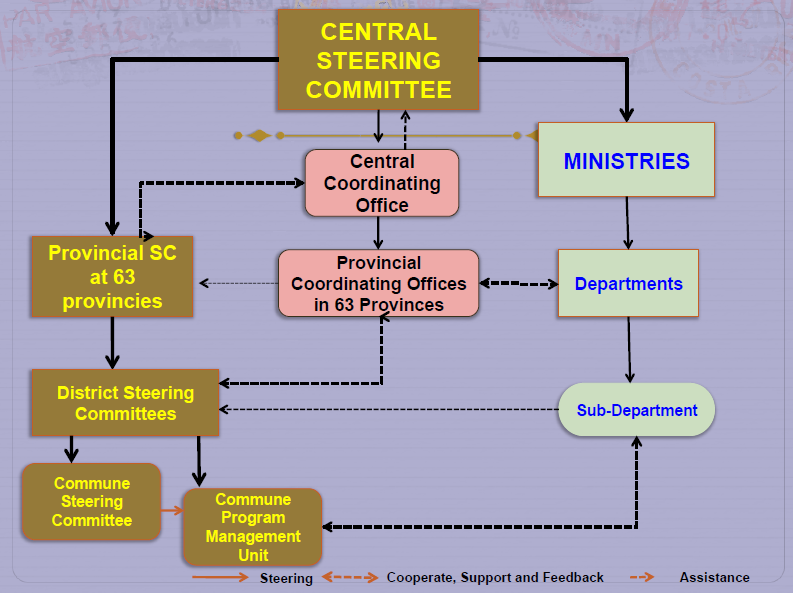 CENTRAL
STEERING
COMMITTEE
Central
Coordinating
Office
MINISTRIES
Provincial SC
at 63
provincies
Provincial
Coordinating Offices
in 63 Provinces
Departments
District Steering
Committees
Sub-Department
Commune
Steering
Committee
Commune
Program
Management
Unit
Steering
Cooperate, Support and Feedback
Assistance